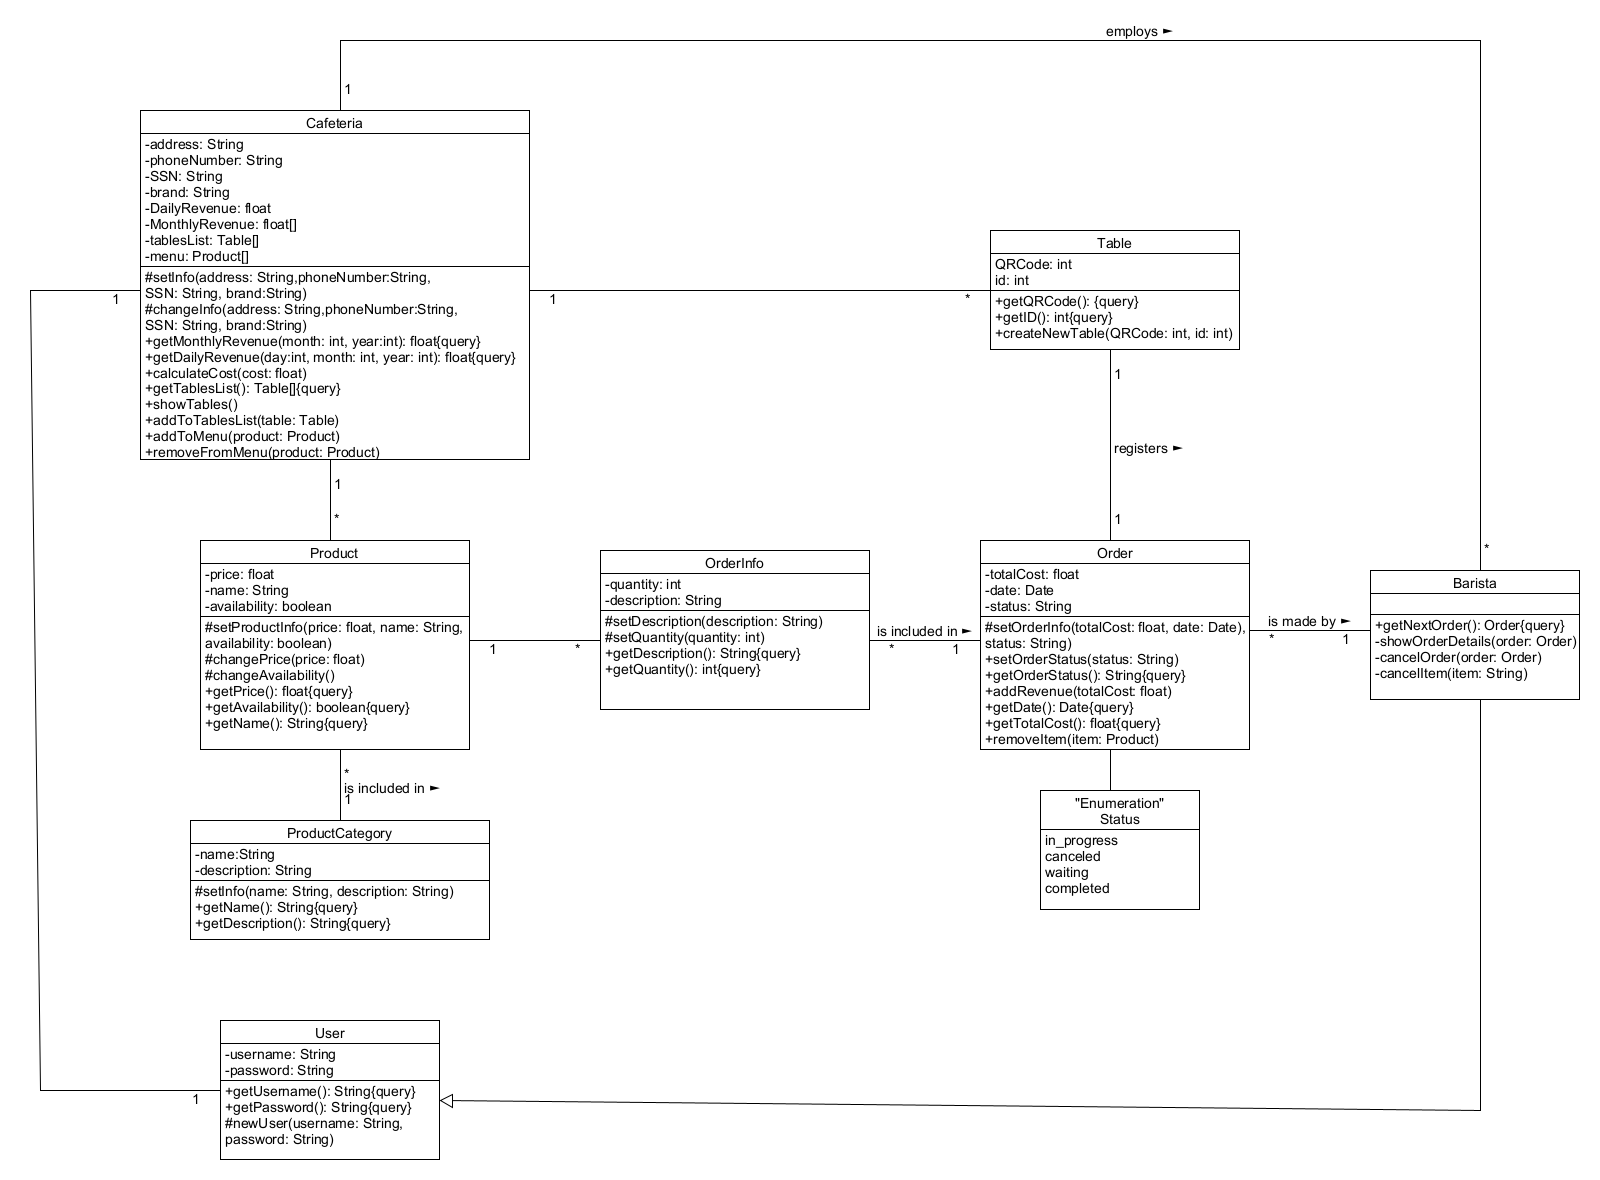 employs ►
1
Cafeteria
-address: String
-phoneNumber: String
-SSN: String
-brand: String
-DailyRevenue: float
-MonthlyRevenue: float[]
-tablesList: Table[]
-menu: Product[]
#setInfo(address: String,phoneNumber:String,
SSN: String, brand:String)
#changeInfo(address: String,phoneNumber:String,
SSN: String, brand:String)
+getMonthlyRevenue(month: int, year:int): float{query}
+getDailyRevenue(day:int, month: int, year: int): float{query}
+calculateCost(cost: float)
+getTablesList(): Table[]{query}
+showTables()
+addToTablesList(table: Table)
+addToMenu(product: Product)
+removeFromMenu(product: Product)
1
1
*
Table
QRCode: int
id: int
+getQRCode(): {query}
+getID(): int{query}
+createNewTable(QRCode: int, id: int)
1
registers ►
1
1
*
*
Product
-price: float
-name: String
-availability: boolean
#setProductInfo(price: float, name: String,
availability: boolean)
#changePrice(price: float)
#changeAvailability()
+getPrice(): float{query}
+getAvailability(): boolean{query}
+getName(): String{query}
1
*
OrderInfo
-quantity: int
-description: String
#setDescription(description: String)
#setQuantity(quantity: int)
+getDescription(): String{query}
+getQuantity(): int{query}
is included in ►
*
1
Order
-totalCost: float
-date: Date
-status: String
#setOrderInfo(totalCost: float, date: Date),
status: String)
+setOrderStatus(status: String)
+getOrderStatus(): String{query}
+addRevenue(totalCost: float)
+getDate(): Date{query}
+getTotalCost(): float{query}
+removeItem(item: Product)
is made by ►
*
1
Barista
+getNextOrder(): Order{query}
-showOrderDetails(order: Order)
-cancelOrder(order: Order)
-cancelItem(item: String)
*
is included in ►
1
ProductCategory
-name:String
-description: String
#setInfo(name: String, description: String)
+getName(): String{query}
+getDescription(): String{query}
"Enumeration"
Status
in_progress
canceled
waiting
completed
User
-username: String
-password: String
+getUsername(): String{query}
+getPassword(): String{query}
#newUser(username: String,
password: String)
1